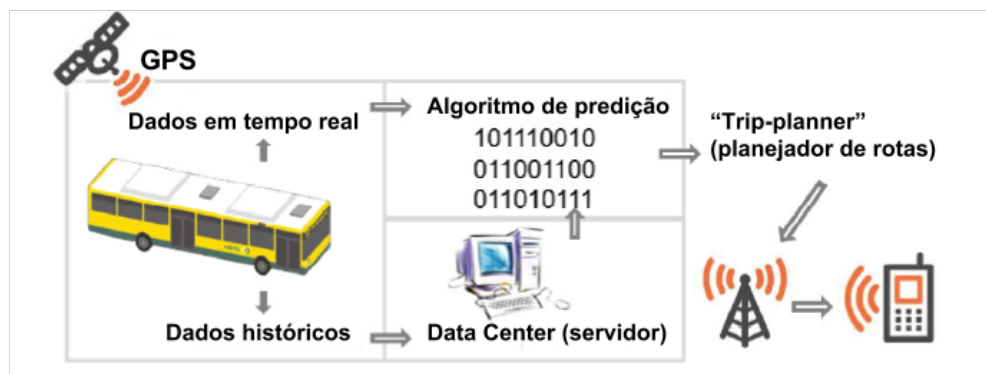 GPS
Dados em tempo real
Algoritmo de predição
101110010
011001100
011010111
“Trip-planner”
(planejador de rotas)
Dados históricos
Data Center (servidor)